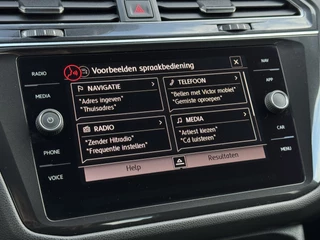 Voorbeelden spraakbediening
RADIO
MEDIA
PHONE
VOICE
NAVIGATIE
"Adres ingeven"
"Thuisadres"
TELEFOON
"Bellen met Victor mobiel"
"Gemiste oproepen"
RADIO
"Zender Hitradio"
"Frequentie instellen"
MEDIA
"Artiest kiezen"
"Cd luisteren"
Help
Resultaten
NAV
APP
CAR
MENU